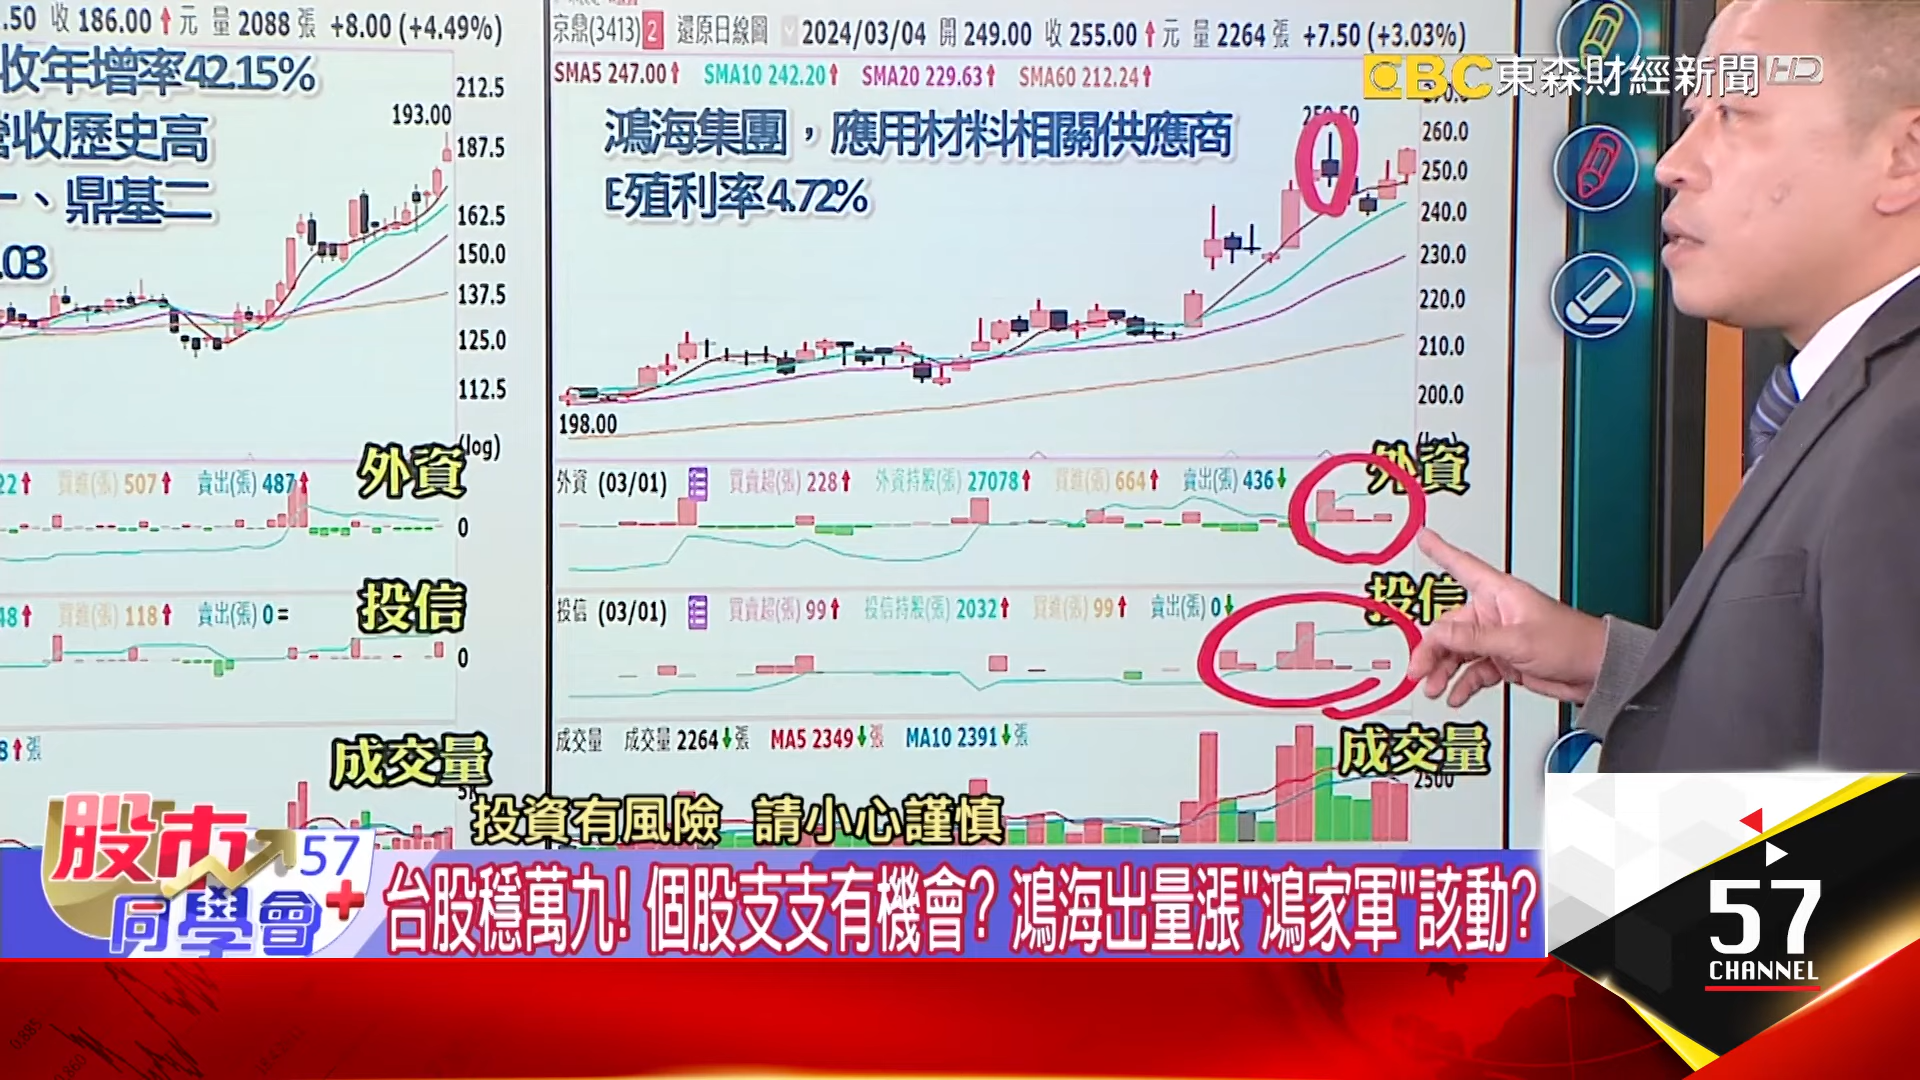 .50 收 186.00 ↑ 元 量 2088 張 +8.00 (+4.49%)
收年增率42.15%
營收歷史高
一、鼎基二
.03
193.00
212.5
187.5
162.5
150.0
137.5
125.0
112.5
(log)
外資
22↑ 買進(張) 507↑ 賣出(張) 487↑
0
投信
48↑ 買進(張) 118↑ 賣出(張) 0 =
0
8↑張
成交量
京鼎(3413) 2 還原日線圖 2024/03/04 開 249.00 收 255.00 ↑ 元 量 2264 張 +7.50 (+3.03%)
SMA5 247.00↑ SMA10 242.20↑ SMA20 229.63↑ SMA60 212.24↑
EBC 東森財經新聞 HD
鴻海集團，應用材料相關供應商
E殖利率4.72%
260.0
250.0
240.0
230.0
220.0
210.0
200.0
198.00
外資
外資 (03/01) 買賣超(張) 228↑ 外資持股(張) 27078↑ 買進(張) 664↑ 賣出(張) 436↓
投信
投信 (03/01) 買賣超(張) 99↑ 投信持股(張) 2032↑ 買進(張) 99↑ 賣出(張) 0↓
成交量 成交量 2264↓張 MA5 2349↓張 MA10 2391↓張
成交量
2500
投資有風險 請小心謹慎
股市
57
同學會+
台股穩萬九! 個股支支有機會? 鴻海出量漲"鴻家軍"該動?
57
CHANNEL